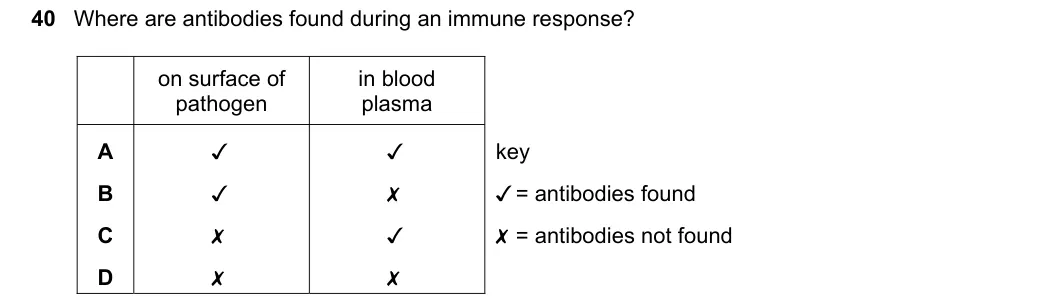 40 Where are antibodies found during an immune response?
on surface of pathogen in blood plasma
A ✓ ✓ key
B ✓ ✗ ✓ = antibodies found
C ✗ ✓ ✗ = antibodies not found
D ✗ ✗